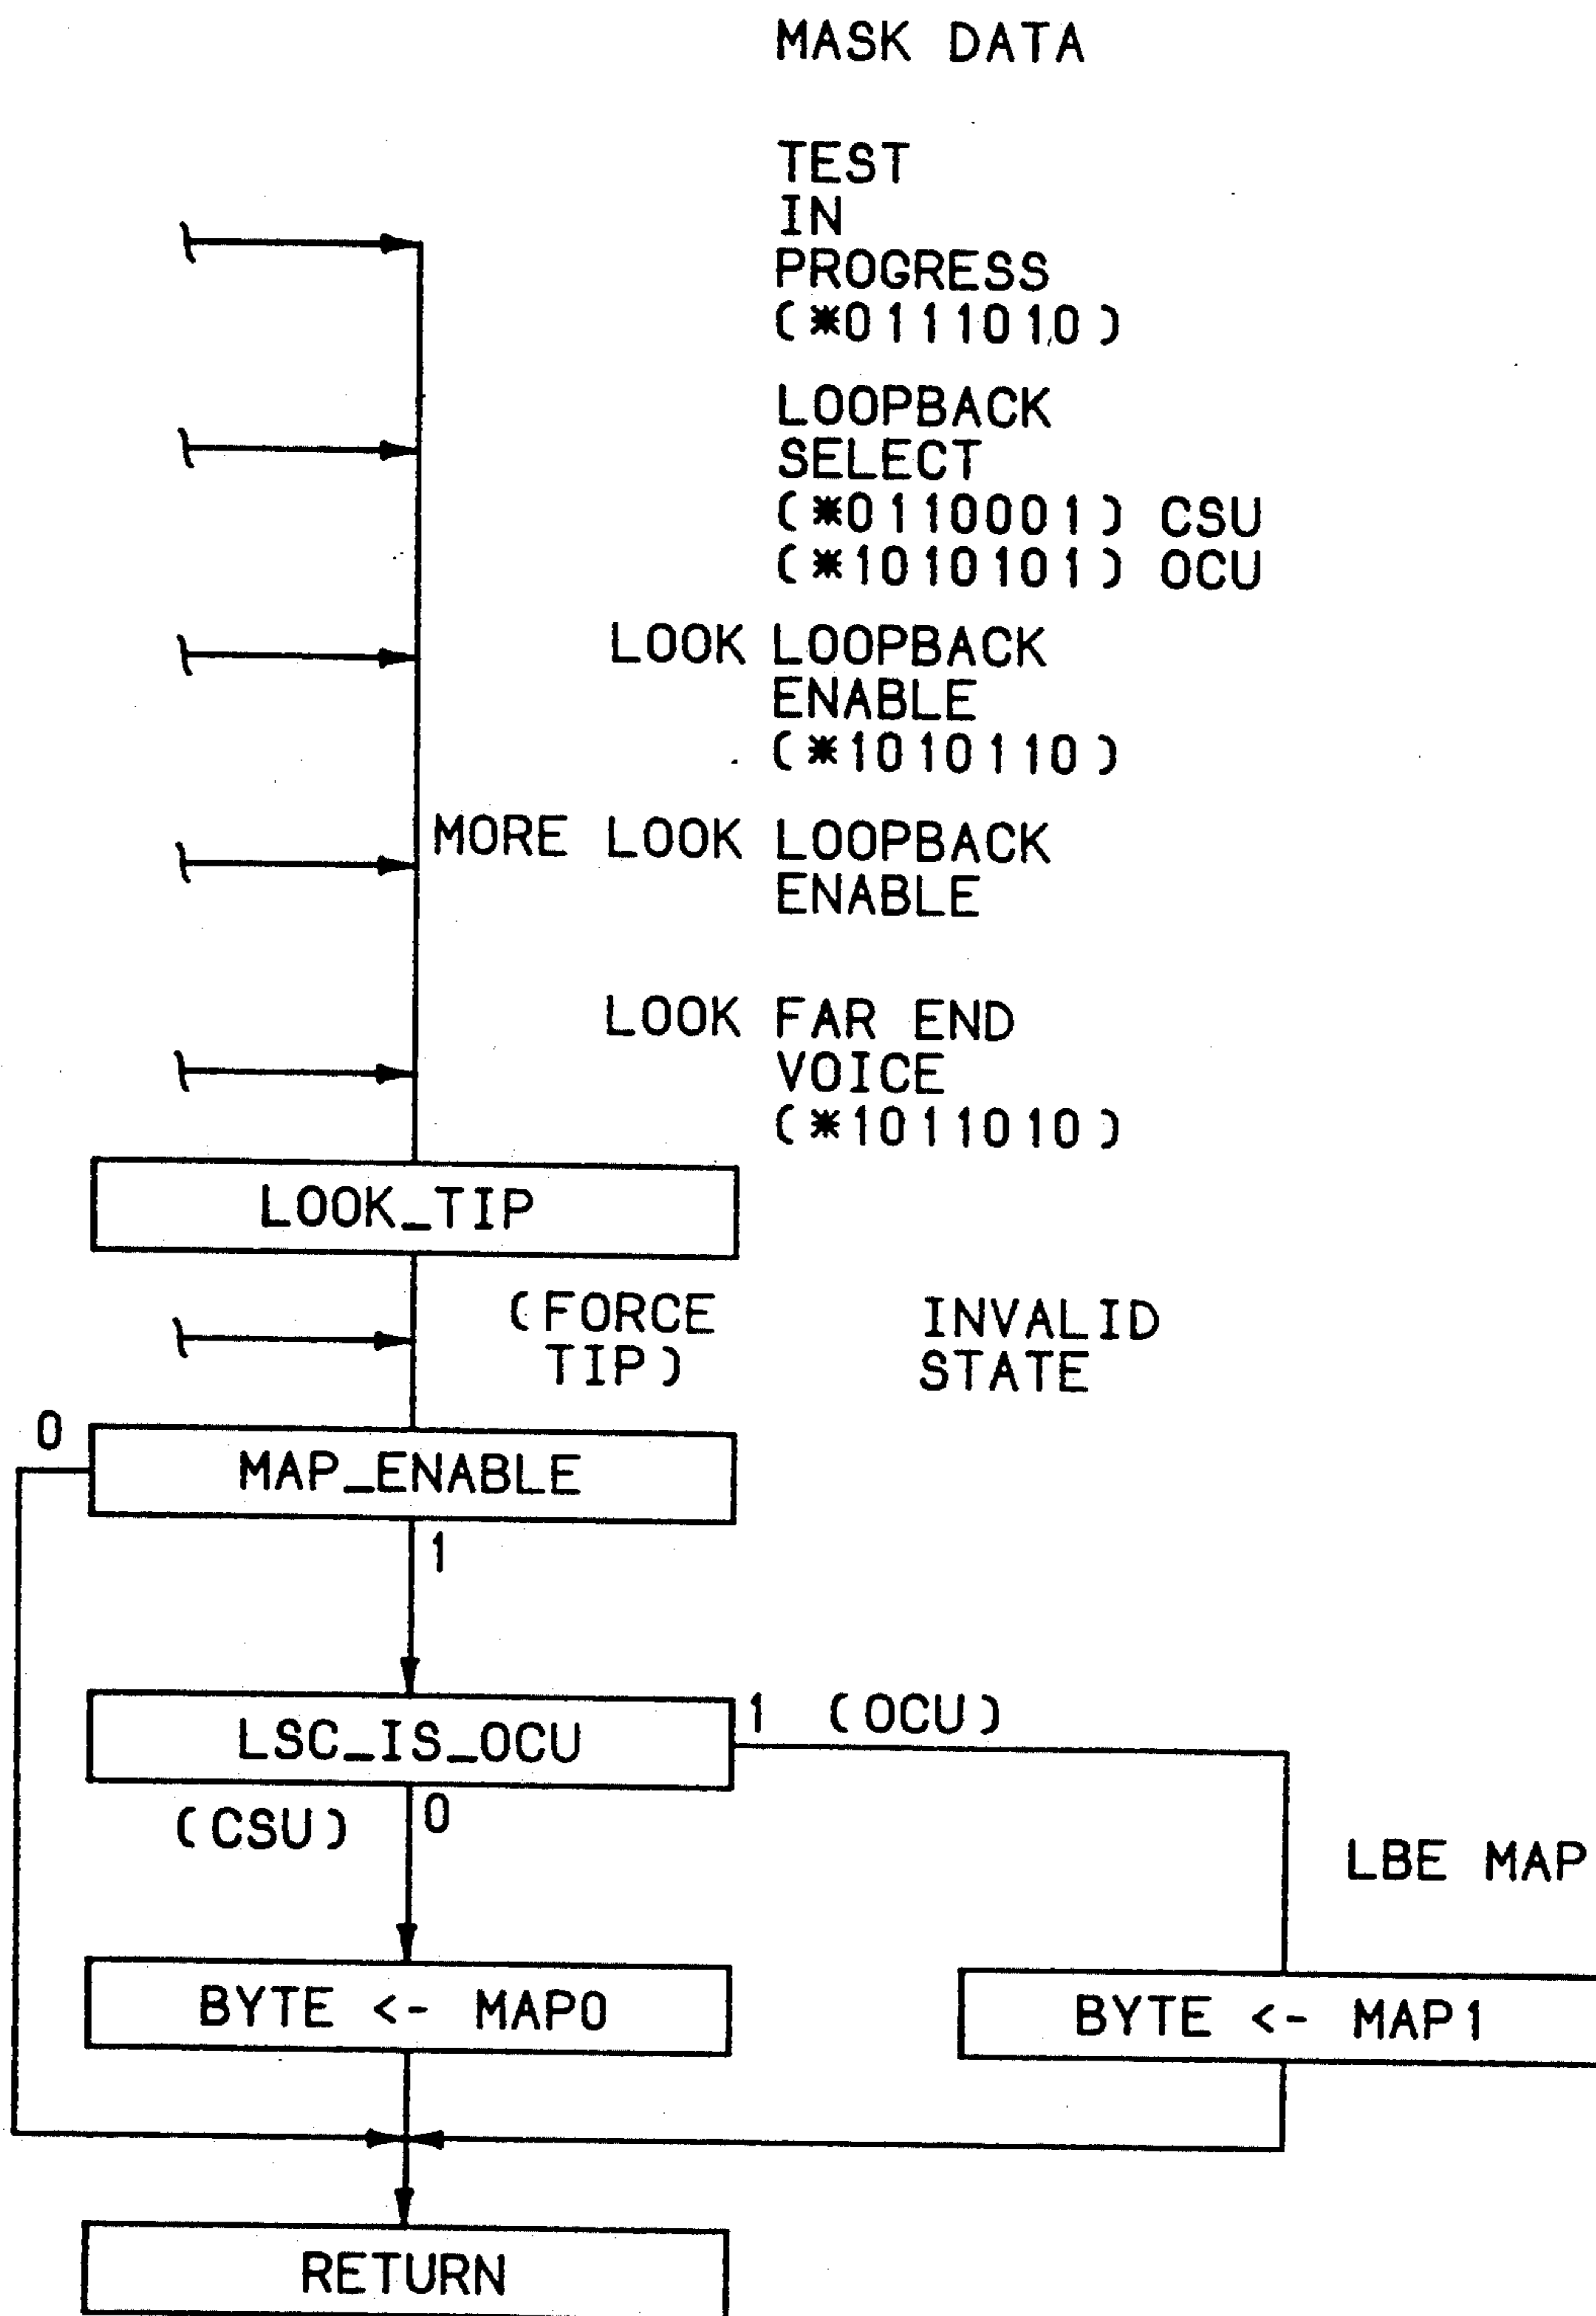 MASK DATA
TEST
IN
PROGRESS
(*0111010)
LOOPBACK
SELECT
(*0110001) CSU
(*1010101) OCU
LOOK LOOPBACK
ENABLE
(*1010110)
MORE LOOK LOOPBACK
ENABLE
LOOK FAR END
VOICE
(*1011010)
LOOK_TIP
(FORCE
TIP)
INVALID
STATE
0
MAP_ENABLE
1
LSC_IS_OCU
1 (OCU)
(CSU) 0
LBE MAP
BYTE <- MAP0
BYTE <- MAP1
RETURN